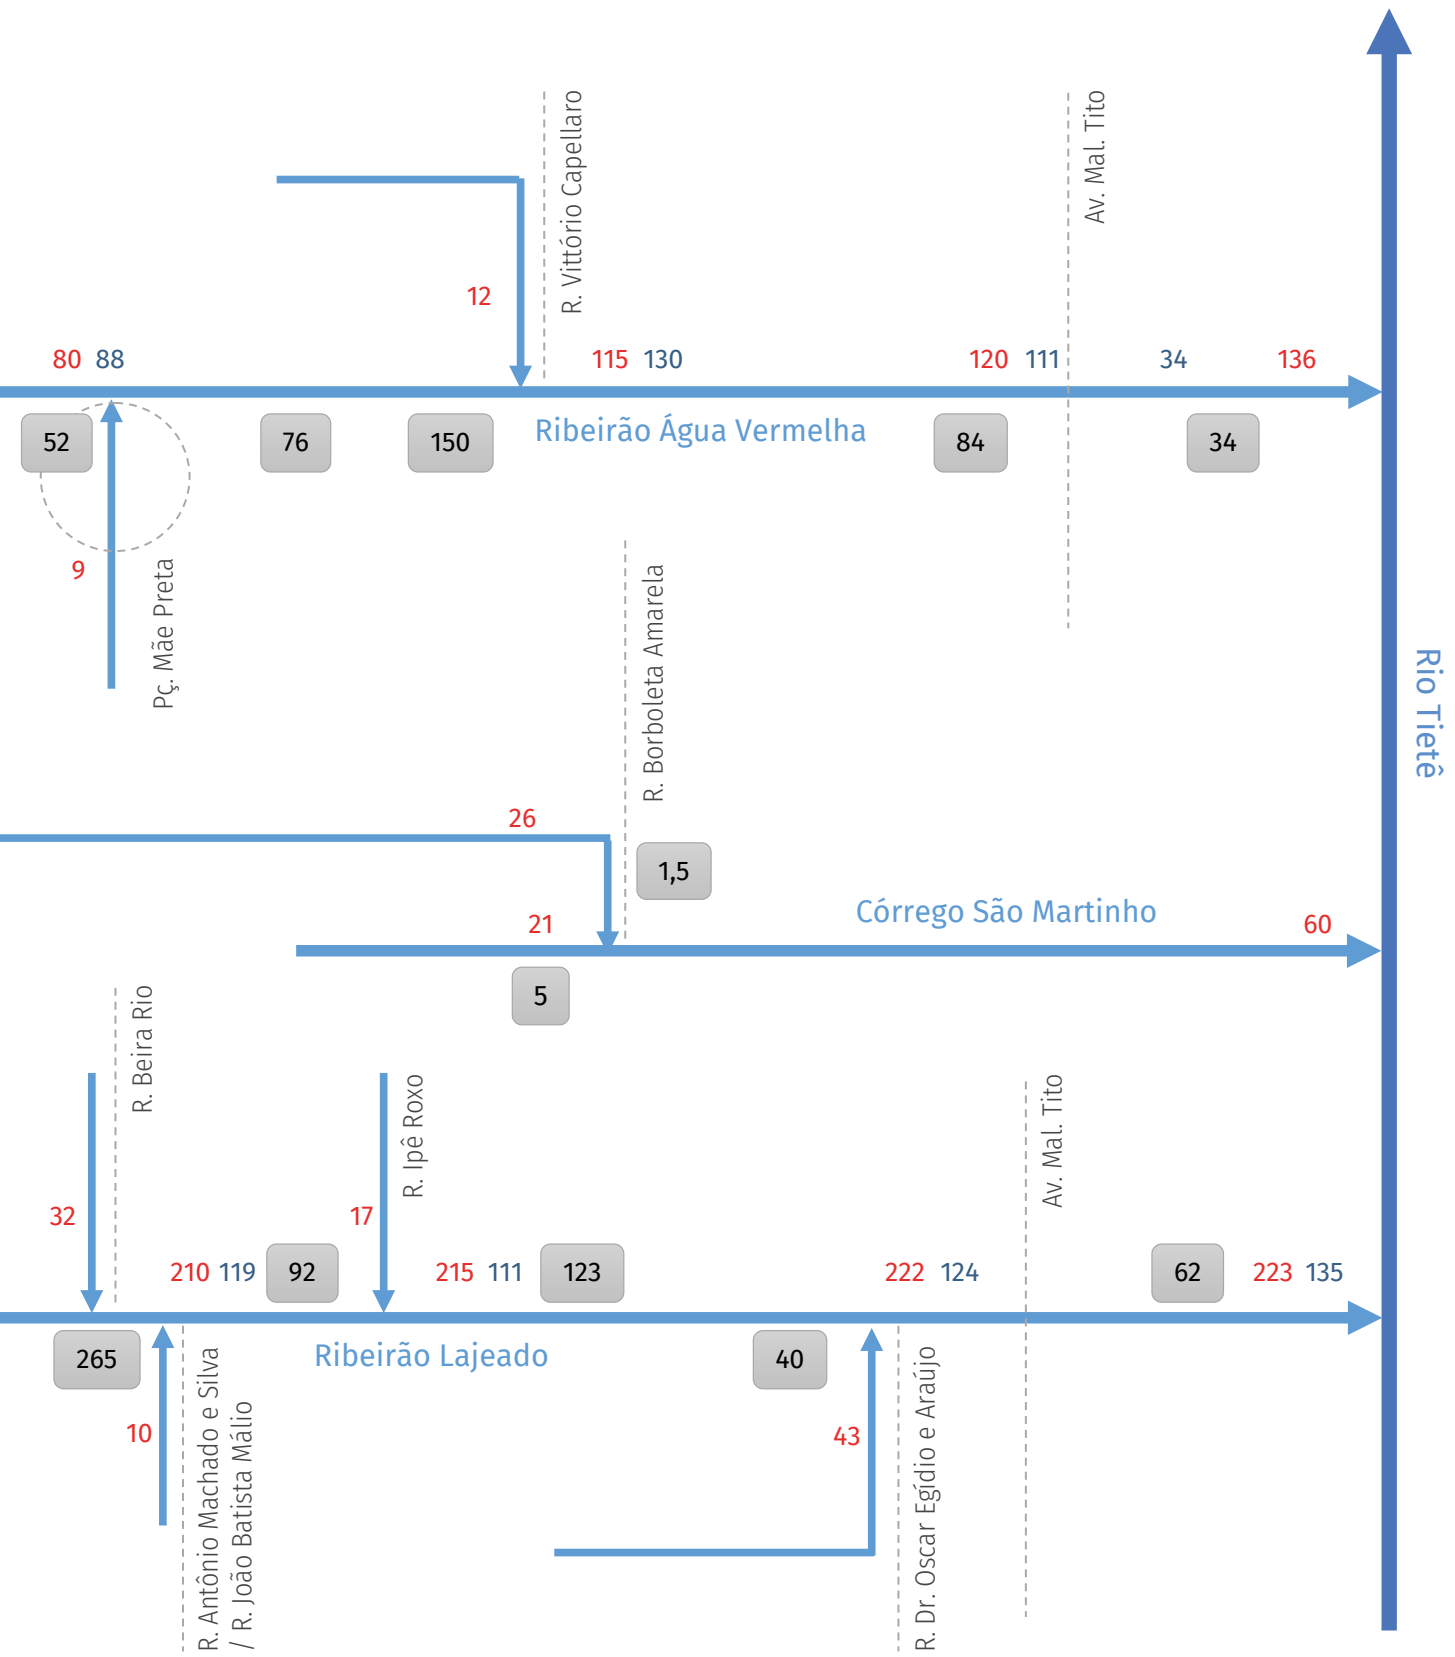 R. Vittório Capellaro
Av. Mal. Tito
12
80 88
115 130
120 111
34
136
52
76
150
Ribeirão Água Vermelha
84
34
9
Pç. Mãe Preta
R. Borboleta Amarela
Rio Tietê
26
1,5
Córrego São Martinho
21
60
5
R. Beira Rio
R. Ipê Roxo
Av. Mal. Tito
32
17
210 119
92
215 111
123
222 124
62
223 135
265
Ribeirão Lajeado
40
10
43
R. Antônio Machado e Silva
/ R. João Batista Málio
R. Dr. Oscar Egídio e Araújo